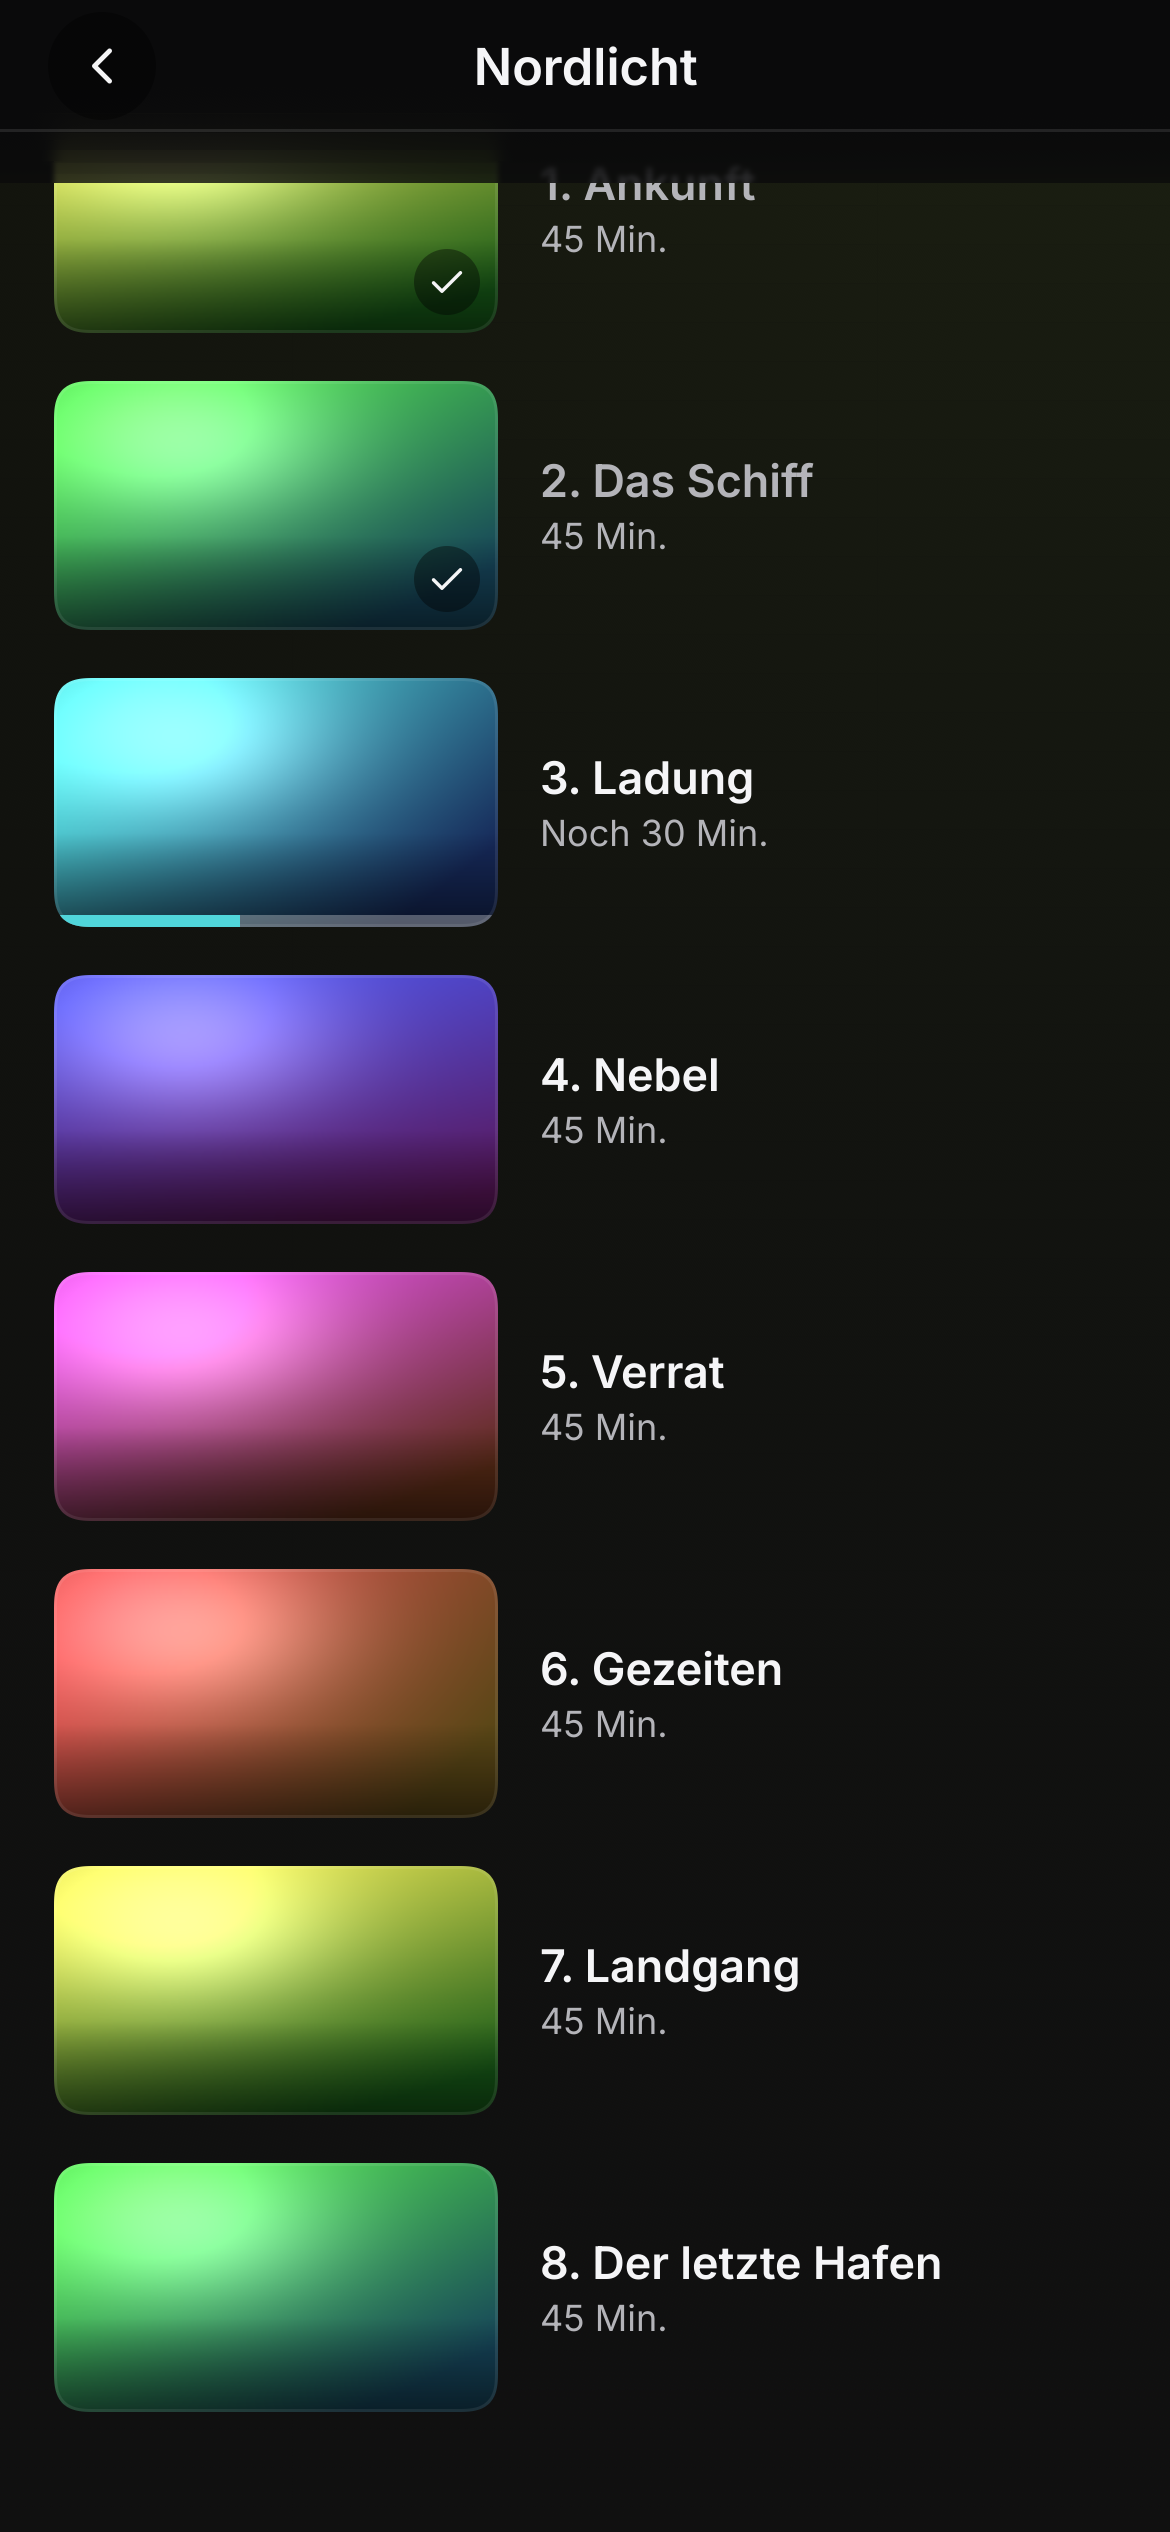 Nordlicht
1. Ankunft
45 Min.
2. Das Schiff
45 Min.
3. Ladung
Noch 30 Min.
4. Nebel
45 Min.
5. Verrat
45 Min.
6. Gezeiten
45 Min.
7. Landgang
45 Min.
8. Der letzte Hafen
45 Min.